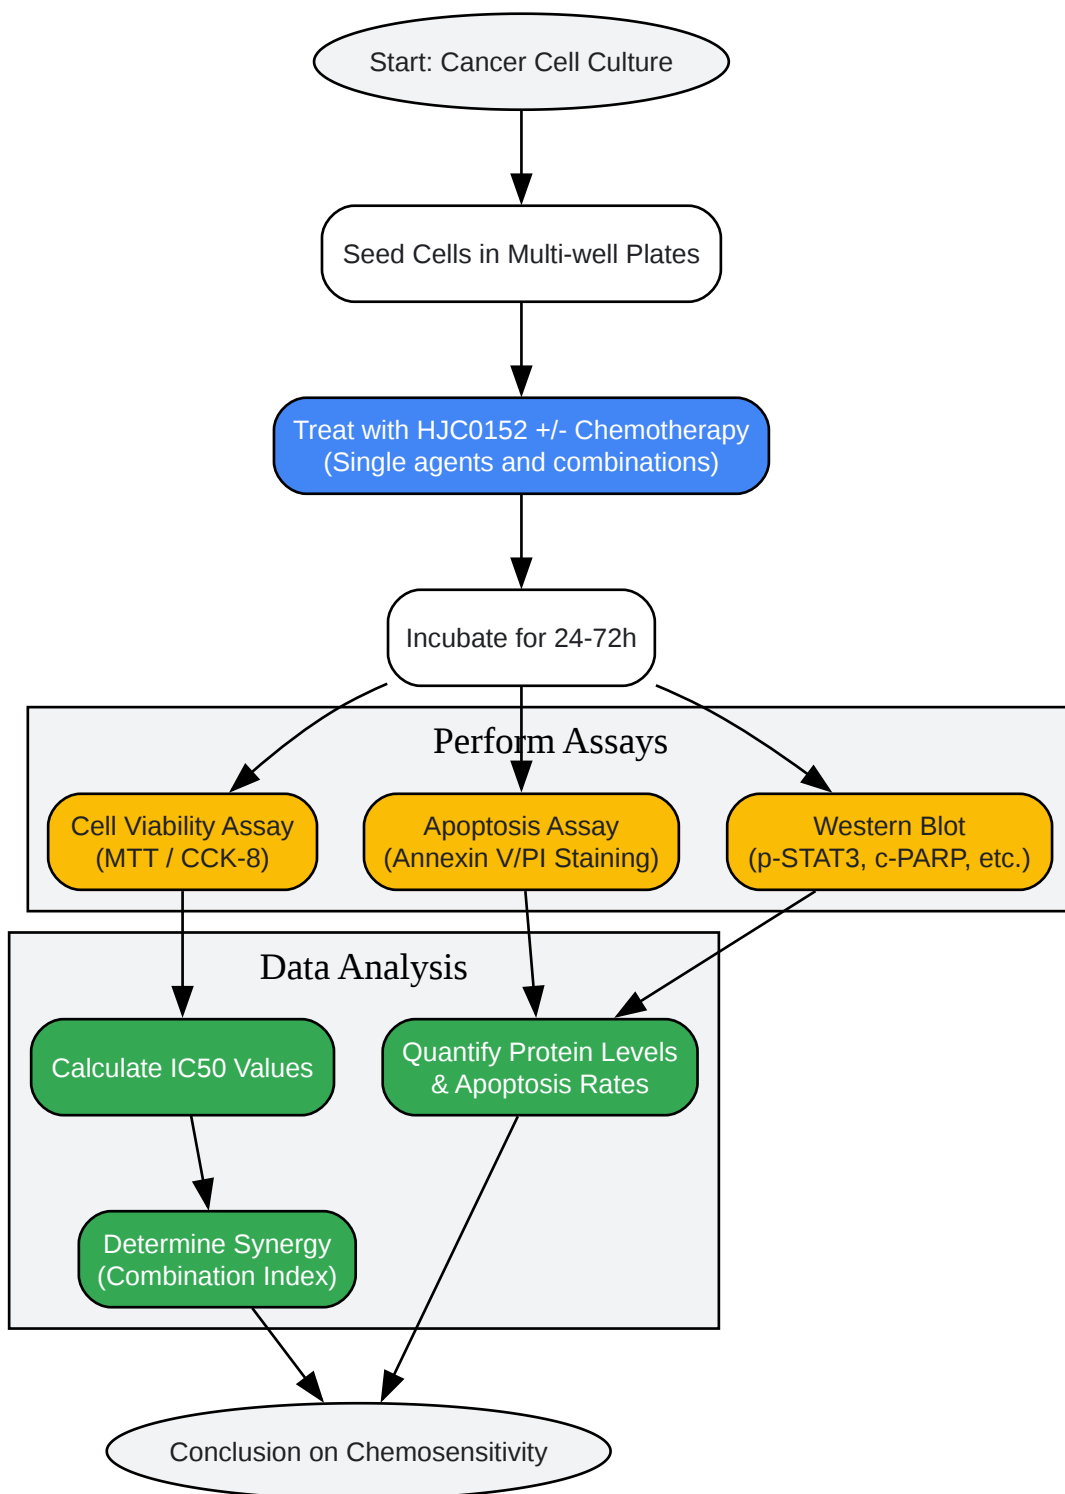 Start: Cancer Cell Culture
Seed Cells in Multi-well Plates
Treat with HJC0152 +/- Chemotherapy
(Single agents and combinations)
Incubate for 24-72h
Perform Assays
Cell Viability Assay
(MTT / CCK-8)
Apoptosis Assay
(Annexin V/PI Staining)
Western Blot
(p-STAT3, c-PARP, etc.)
Data Analysis
Calculate IC50 Values
Quantify Protein Levels
& Apoptosis Rates
Determine Synergy
(Combination Index)
Conclusion on Chemosensitivity